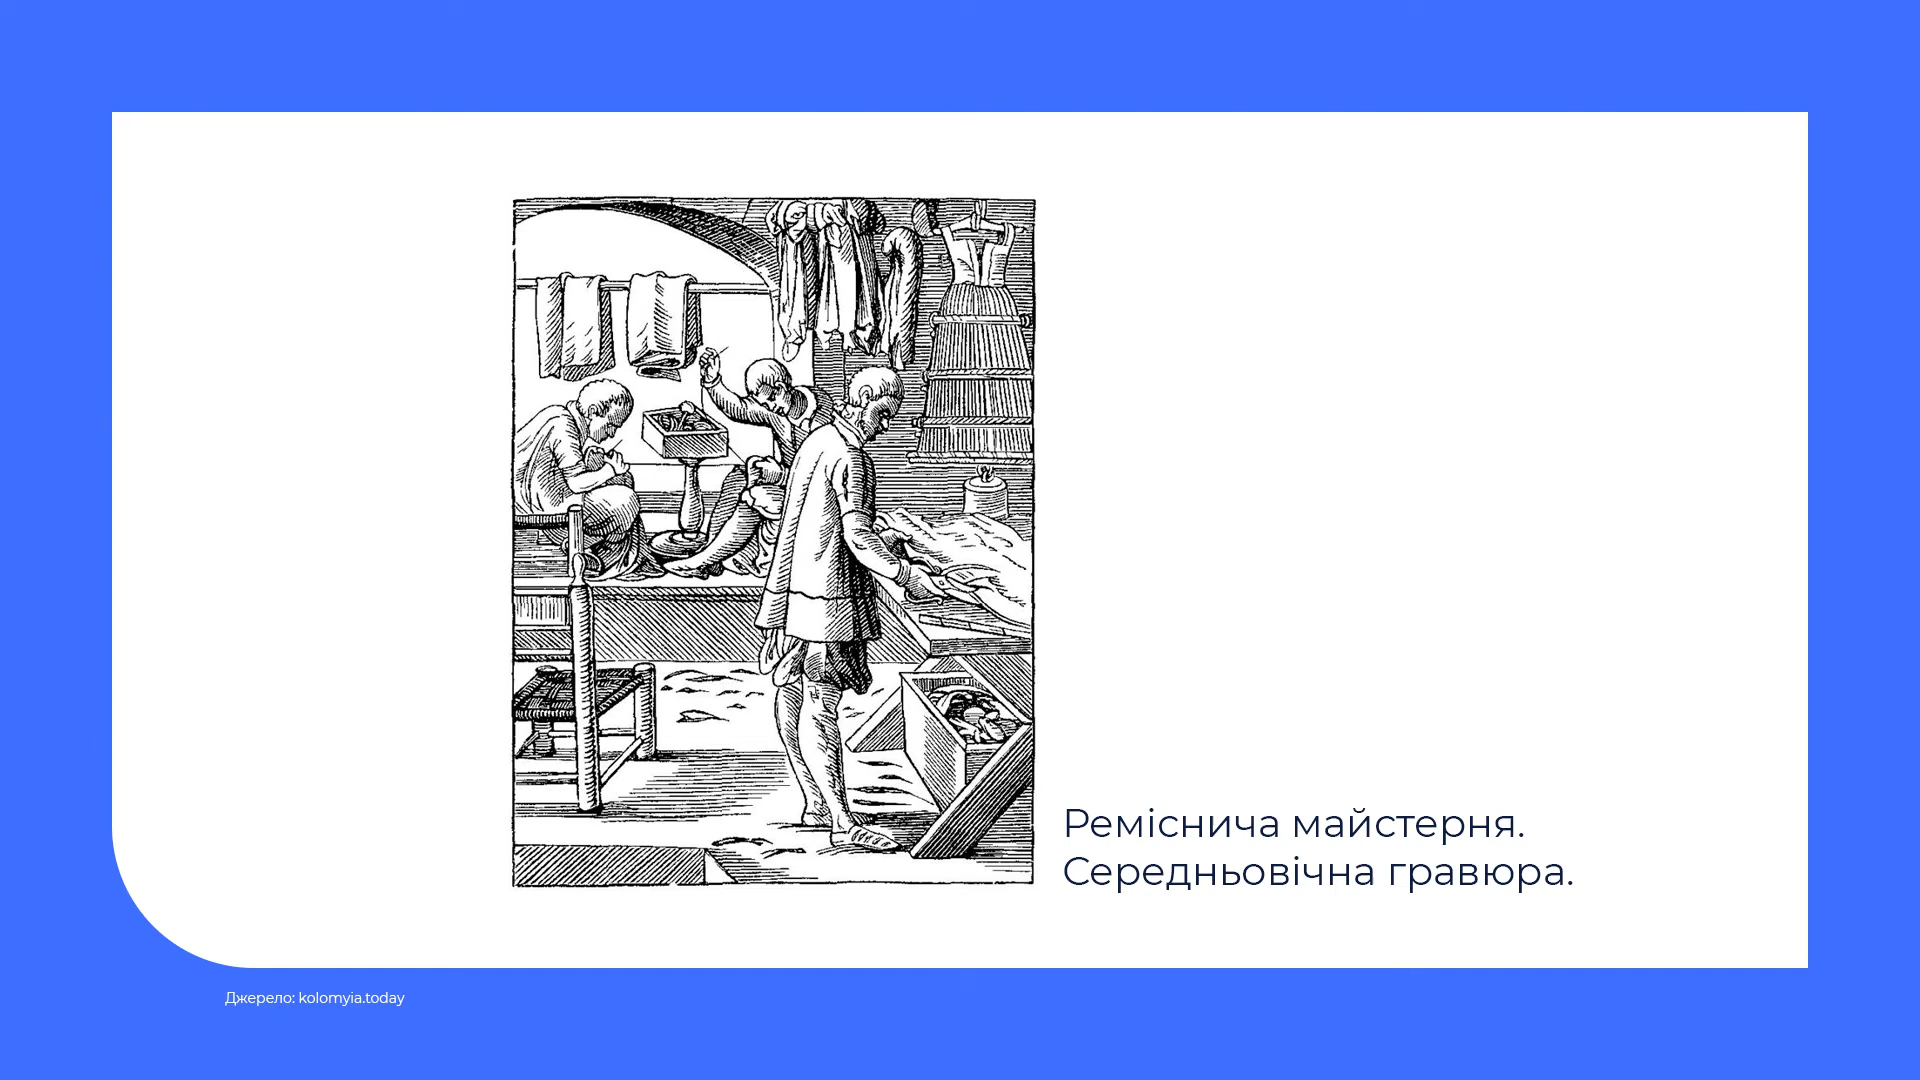 Реміснича майстерня.
Середньовічна гравюра.
Джерело: kolomyia.today